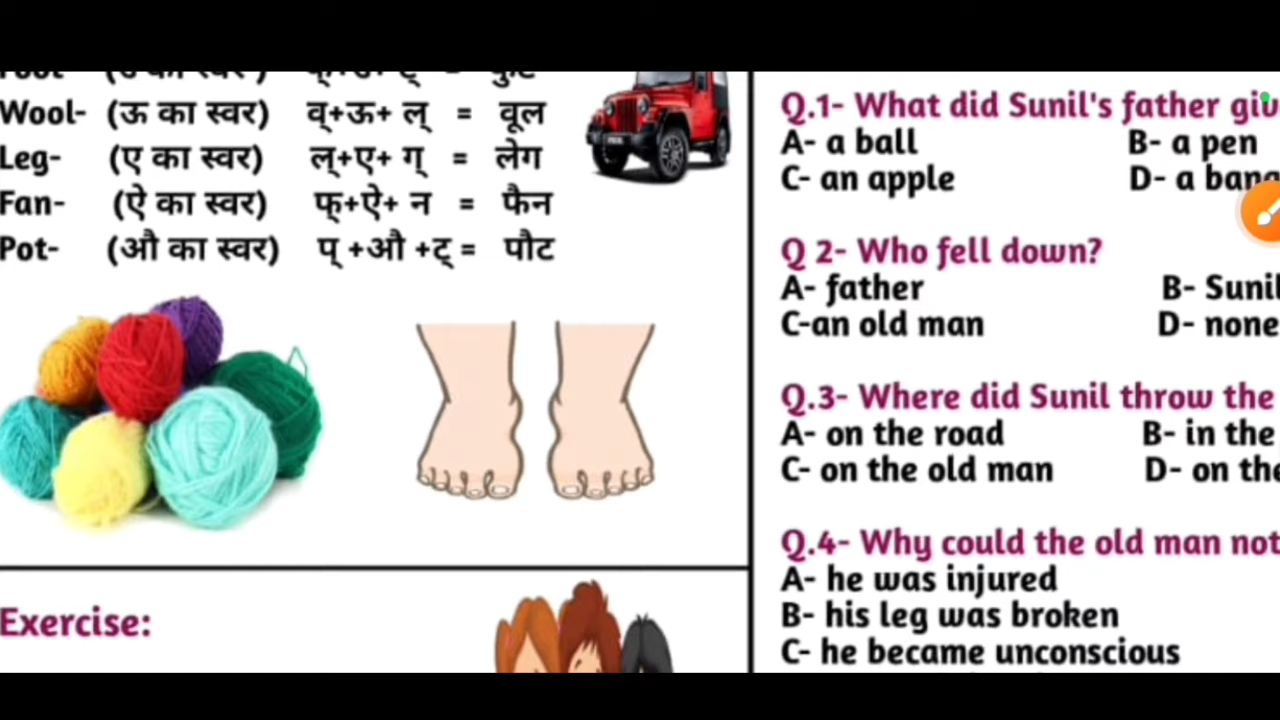 Wool- (ऊ का स्वर) व्+ऊ+ ल् = वूल
Leg- (ए का स्वर) ल्+ए+ ग् = लेग
Fan- (ऐ का स्वर) फ्+ऐ+ न = फैन
Pot- (औ का स्वर) प् +औ +ट् = पौट
Exercise:
Q.1- What did Sunil's father giv
A- a ball B- a pen
C- an apple D- a bana
Q 2- Who fell down?
A- father B- Sunil
C-an old man D- none
Q.3- Where did Sunil throw the
A- on the road B- in the
C- on the old man D- on the
Q.4- Why could the old man not
A- he was injured
B- his leg was broken
C- he became unconscious